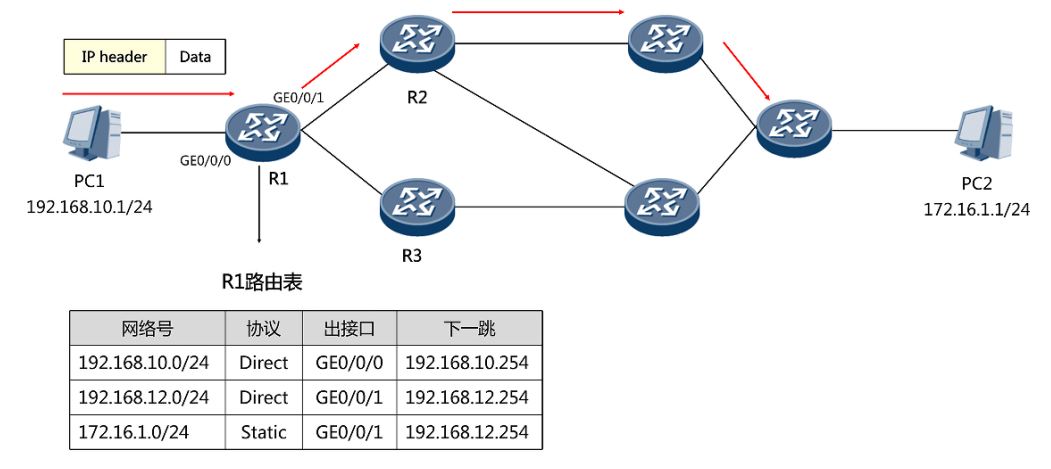 IP header Data
GE0/0/1
R2
GE0/0/0
R1
PC1
192.168.10.1/24
PC2
172.16.1.1/24
R3
R1路由表
网络号 协议 出接口 下一跳
192.168.10.0/24 Direct GE0/0/0 192.168.10.254
192.168.12.0/24 Direct GE0/0/1 192.168.12.254
172.16.1.0/24 Static GE0/0/1 192.168.12.254